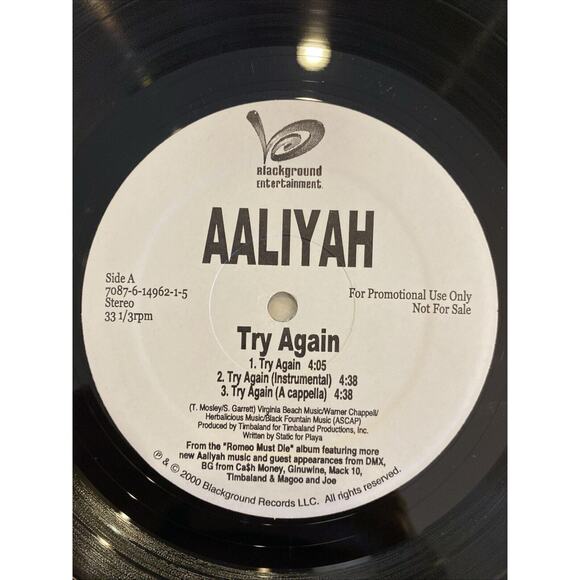 Blackground
Entertainment.
AALIYAH
Side A
7087-6-14962-1-5
Stereo
33 1/3rpm
For Promotional Use Only
Not For Sale
Try Again
1. Try Again 4:05
2. Try Again (Instrumental) 4:38
3. Try Again (A cappella) 4:38
(T. Mosley/S. Garrett) Virginia Beach Music/Warner Chappell/
Herbalicious Music/Black Fountain Music (ASCAP)
Produced by Timbaland for Timbaland Productions, Inc.
Written by Static for Playa
From the "Romeo Must Die" album featuring more
new Aaliyah music and guest appearances from DMX,
BG from Ca$h Money, Ginuwine, Mack 10,
Timbaland & Magoo and Joe
℗ & © 2000 Blackground Records LLC. All rights reserved.